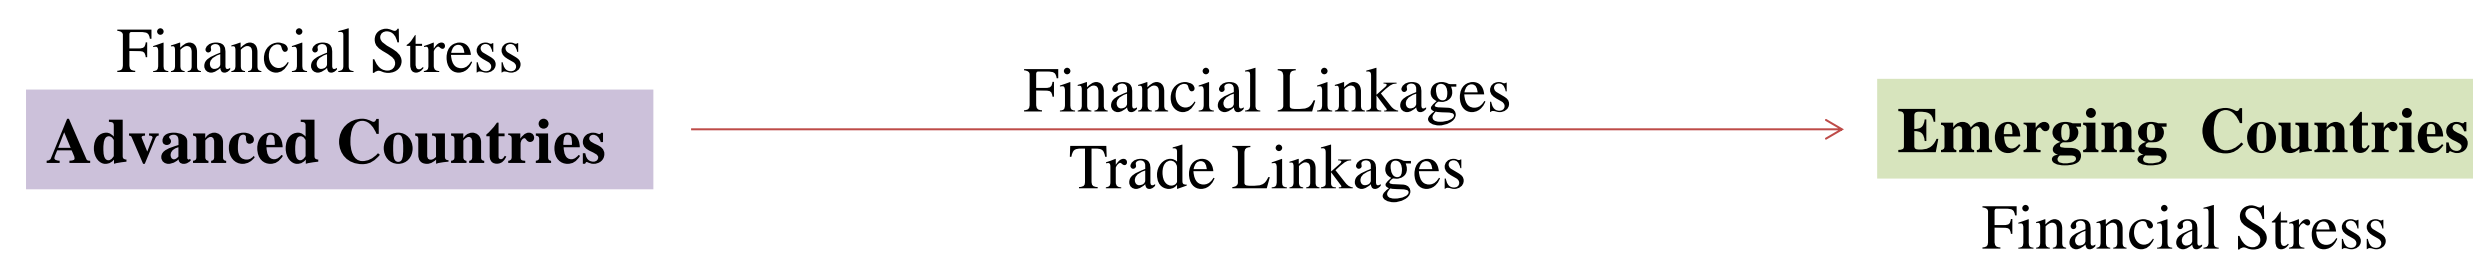 Financial Stress
Advanced Countries
Financial Linkages
Trade Linkages
Emerging Countries
Financial Stress